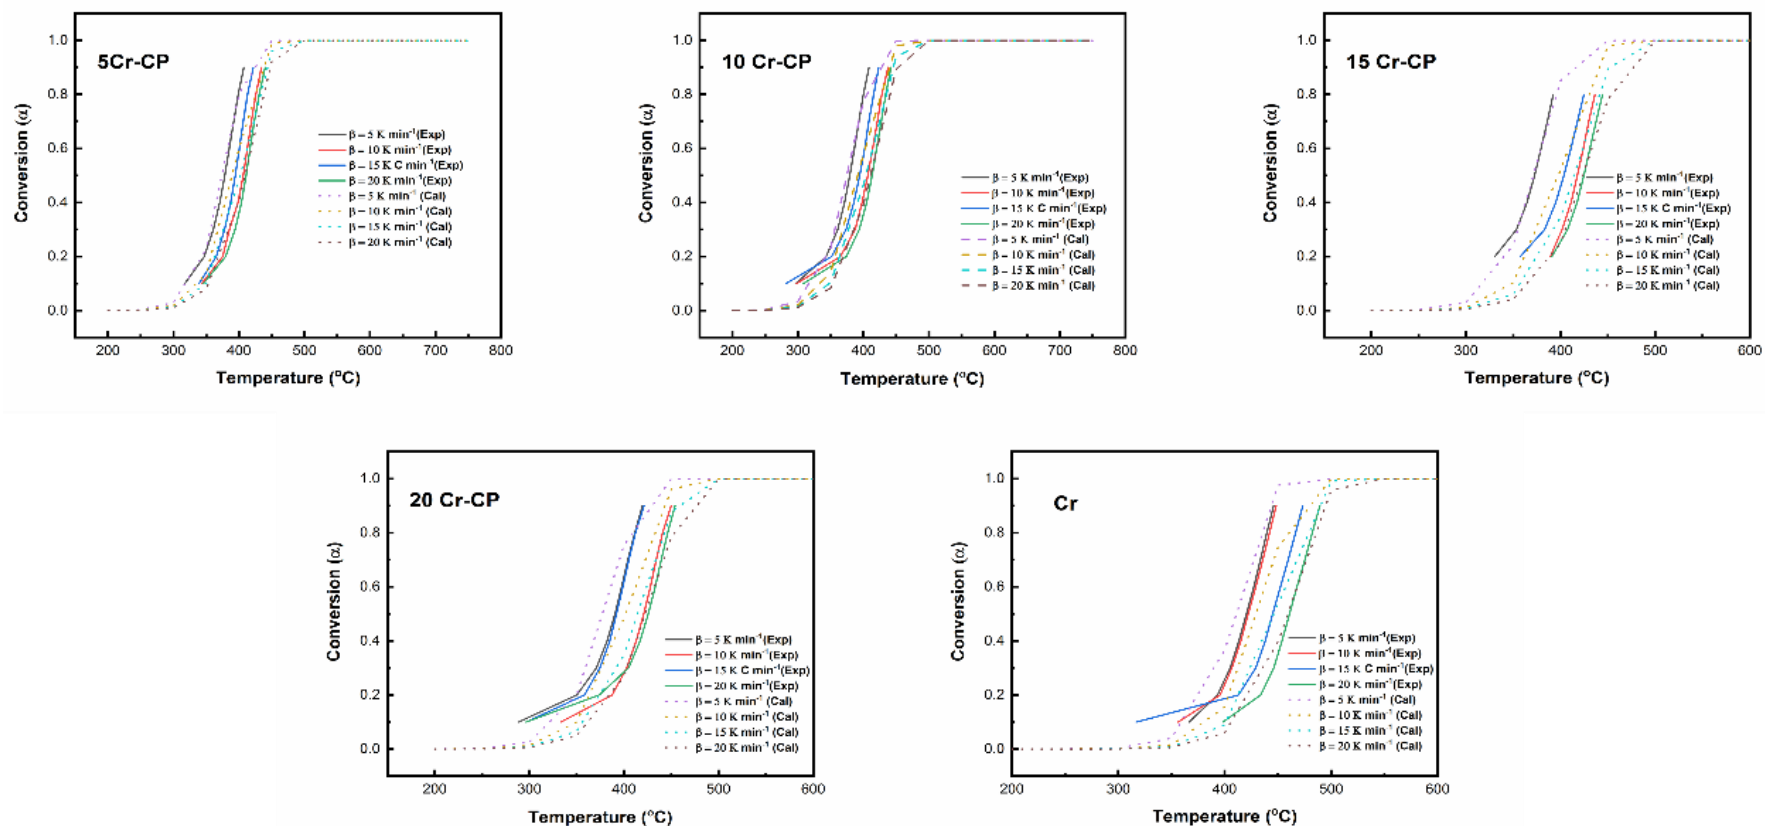 5Cr-CP
Conversion (α)
1.0
0.8
0.6
0.4
0.2
0.0
β = 5 K min⁻¹(Exp)
β = 10 K min⁻¹(Exp)
β = 15 K C min⁻¹(Exp)
β = 20 K min⁻¹(Exp)
β = 5 K min⁻¹ (Cal)
β = 10 K min⁻¹ (Cal)
β = 15 K min⁻¹ (Cal)
β = 20 K min⁻¹ (Cal)
200 300 400 500 600 700 800
Temperature (°C)
10 Cr-CP
Conversion (α)
1.0
0.8
0.6
0.4
0.2
0.0
β = 5 K min⁻¹(Exp)
β = 10 K min⁻¹(Exp)
β = 15 K C min⁻¹(Exp)
β = 20 K min⁻¹(Exp)
β = 5 K min⁻¹ (Cal)
β = 10 K min⁻¹ (Cal)
β = 15 K min⁻¹ (Cal)
β = 20 K min⁻¹ (Cal)
200 300 400 500 600 700 800
Temperature (°C)
15 Cr-CP
Conversion (α)
1.0
0.8
0.6
0.4
0.2
0.0
β = 5 K min⁻¹(Exp)
β = 10 K min⁻¹(Exp)
β = 15 K C min⁻¹(Exp)
β = 20 K min⁻¹(Exp)
β = 5 K min⁻¹ (Cal)
β = 10 K min⁻¹ (Cal)
β = 15 K min⁻¹ (Cal)
β = 20 K min⁻¹ (Cal)
200 300 400 500 600
Temperature (°C)
20 Cr-CP
Conversion (α)
1.0
0.8
0.6
0.4
0.2
0.0
β = 5 K min⁻¹(Exp)
β = 10 K min⁻¹(Exp)
β = 15 K C min⁻¹(Exp)
β = 20 K min⁻¹(Exp)
β = 5 K min⁻¹ (Cal)
β = 10 K min⁻¹ (Cal)
β = 15 K min⁻¹ (Cal)
β = 20 K min⁻¹ (Cal)
200 300 400 500 600
Temperature (°C)
Cr
Conversion (α)
1.0
0.8
0.6
0.4
0.2
0.0
β = 5 K min⁻¹(Exp)
β = 10 K min⁻¹(Exp)
β = 15 K C min⁻¹(Exp)
β = 20 K min⁻¹(Exp)
β = 5 K min⁻¹ (Cal)
β = 10 K min⁻¹ (Cal)
β = 15 K min⁻¹ (Cal)
β = 20 K min⁻¹ (Cal)
200 300 400 500 600
Temperature (°C)